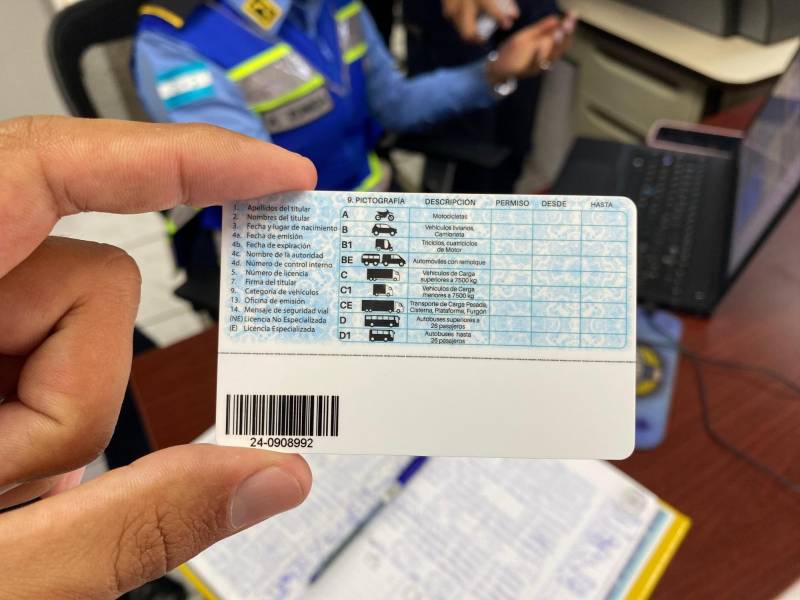 1. Apellidos del titular
2. Nombres del titular
3. Fecha y lugar de nacimiento
4a. Fecha de emisión
4b. Fecha de expiración
4c. Nombre de la autoridad
4d. Número de control interno
5. Número de licencia
7. Firma del titular
9. Categoría de vehículos
13. Oficina de emisión
14. Mensaje de seguridad vial
(NE) Licencia No Especializada
(E) Licencia Especializada
9. PICTOGRAFÍA DESCRIPCIÓN PERMISO DESDE HASTA
A Motocicletas
B Vehículos livianos,
Camioneta
B1 Triciclos, cuatriciclos
de Motor
BE Automóviles con remolque
C Vehículos de Carga
superiores a 7500 kg
C1 Vehículos de Carga
menores a 7500 kg
CE Transporte de Carga Pesada,
Cisterna, Plataforma, Furgón
D Autobuses superiores a
26 pasajeros
D1 Autobuses hasta
26 pasajeros
24-0908992